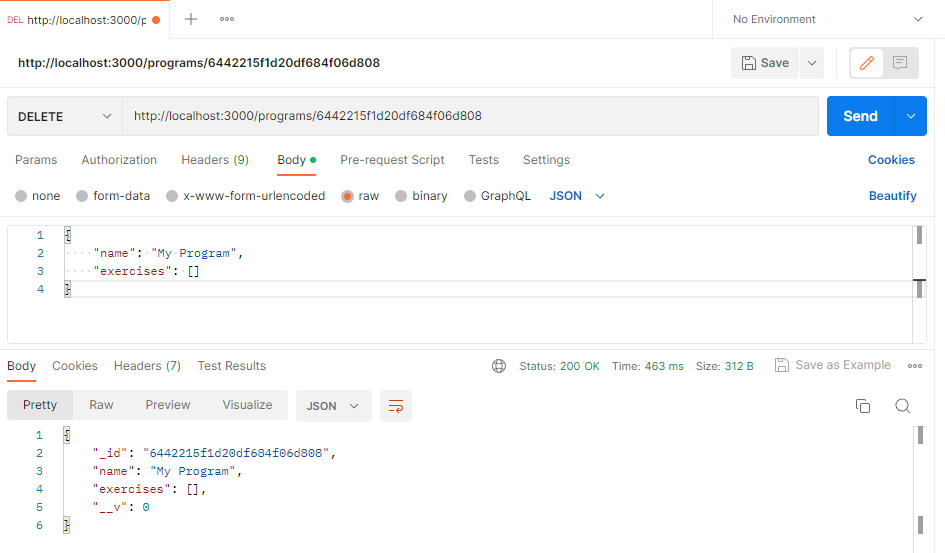 DEL http://localhost:3000/p
No Environment
http://localhost:3000/programs/6442215f1d20df684f06d808
Save
DELETE http://localhost:3000/programs/6442215f1d20df684f06d808 Send
Params Authorization Headers (9) Body Pre-request Script Tests Settings Cookies
none form-data x-www-form-urlencoded raw binary GraphQL JSON Beautify
1 {
2 "name": "My Program",
3 "exercises": []
4 }
Body Cookies Headers (7) Test Results Status: 200 OK Time: 463 ms Size: 312 B Save as Example
Pretty Raw Preview Visualize JSON
1 {
2 "_id": "6442215f1d20df684f06d808",
3 "name": "My Program",
4 "exercises": [],
5 "__v": 0
6 }